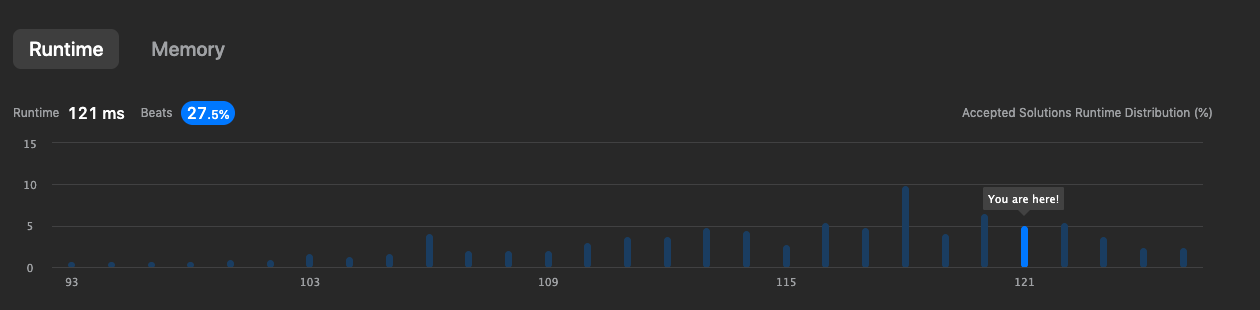 Runtime Memory
Runtime 121 ms Beats 27.5% Accepted Solutions Runtime Distribution (%)
15
10
You are here!
5
0
93 103 109 115 121